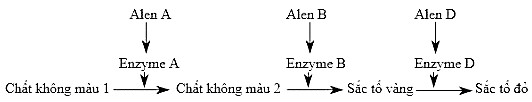 Alen A Alen B Alen D
Enzyme A Enzyme B Enzyme D
Chất không màu 1 Chất không màu 2 Sắc tố vàng Sắc tố đỏ